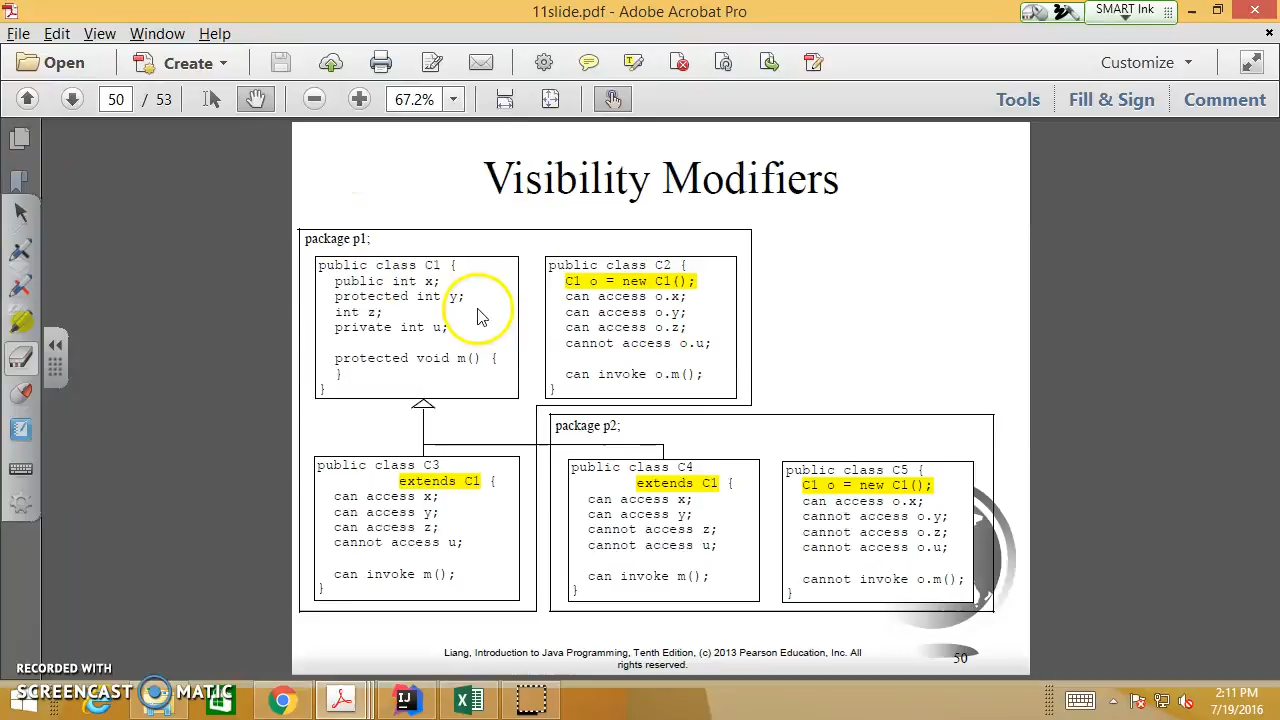 11slide.pdf - Adobe Acrobat Pro
SMART Ink
File Edit View Window Help
Open
Create
Customize
50 / 53
67.2%
Tools
Fill & Sign
Comment
Visibility Modifiers
package p1;
public class C1 {
public int x;
protected int y;
int z;
private int u;
protected void m() {
}
}
public class C2 {
C1 o = new C1();
can access o.x;
can access o.y;
can access o.z;
cannot access o.u;
can invoke o.m();
}
public class C3
extends C1 {
can access x;
can access y;
can access z;
cannot access u;
can invoke m();
}
package p2;
public class C4
extends C1 {
can access x;
can access y;
cannot access z;
cannot access u;
can invoke m();
}
public class C5 {
C1 o = new C1();
can access o.x;
cannot access o.y;
cannot access o.z;
cannot access o.u;
cannot invoke o.m();
}
Liang, Introduction to Java Programming, Tenth Edition, (c) 2013 Pearson Education, Inc. All
rights reserved.
50
RECORDED WITH
SCREENCAST MATIC
IJ
2:11 PM
7/19/2016